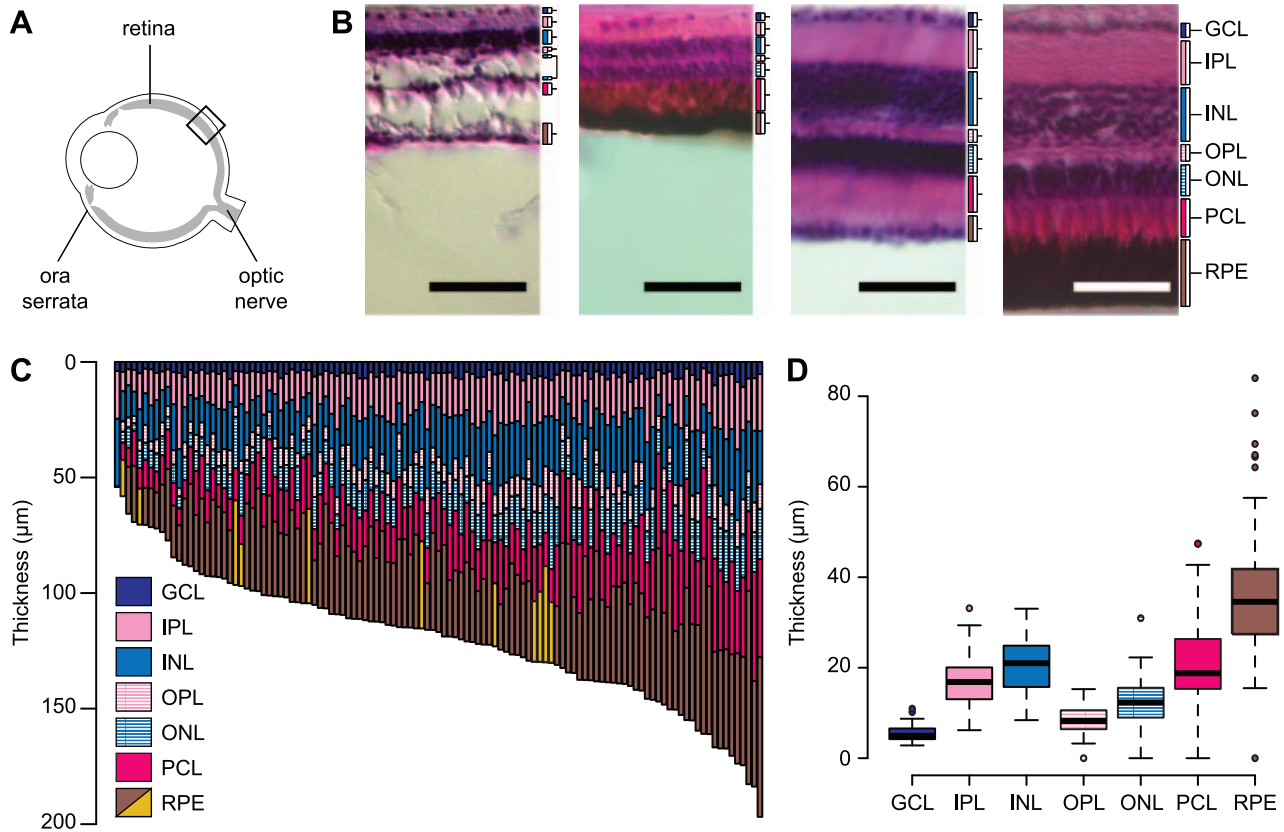 A
retina
ora
serrata
optic
nerve
B
GCL
IPL
INL
OPL
ONL
PCL
RPE
C
Thickness (µm)
0
50
100
150
200
GCL
IPL
INL
OPL
ONL
PCL
RPE
D
Thickness (µm)
80
60
40
20
0
GCL IPL INL OPL ONL PCL RPE